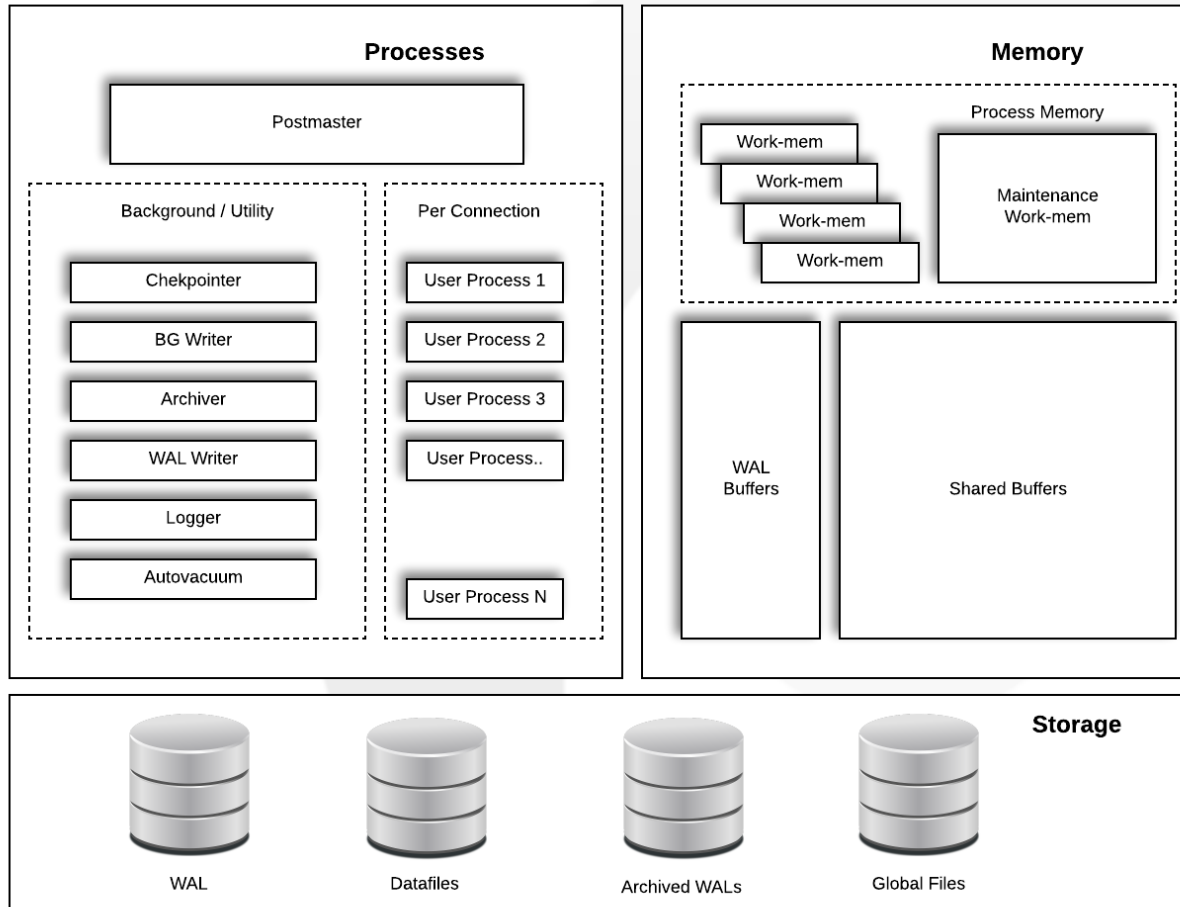 Processes
Postmaster
Background / Utility
Chekpointer
BG Writer
Archiver
WAL Writer
Logger
Autovacuum
Per Connection
User Process 1
User Process 2
User Process 3
User Process..
User Process N
Memory
Process Memory
Work-mem
Work-mem
Work-mem
Work-mem
Maintenance
Work-mem
WAL
Buffers
Shared Buffers
Storage
WAL
Datafiles
Archived WALs
Global Files